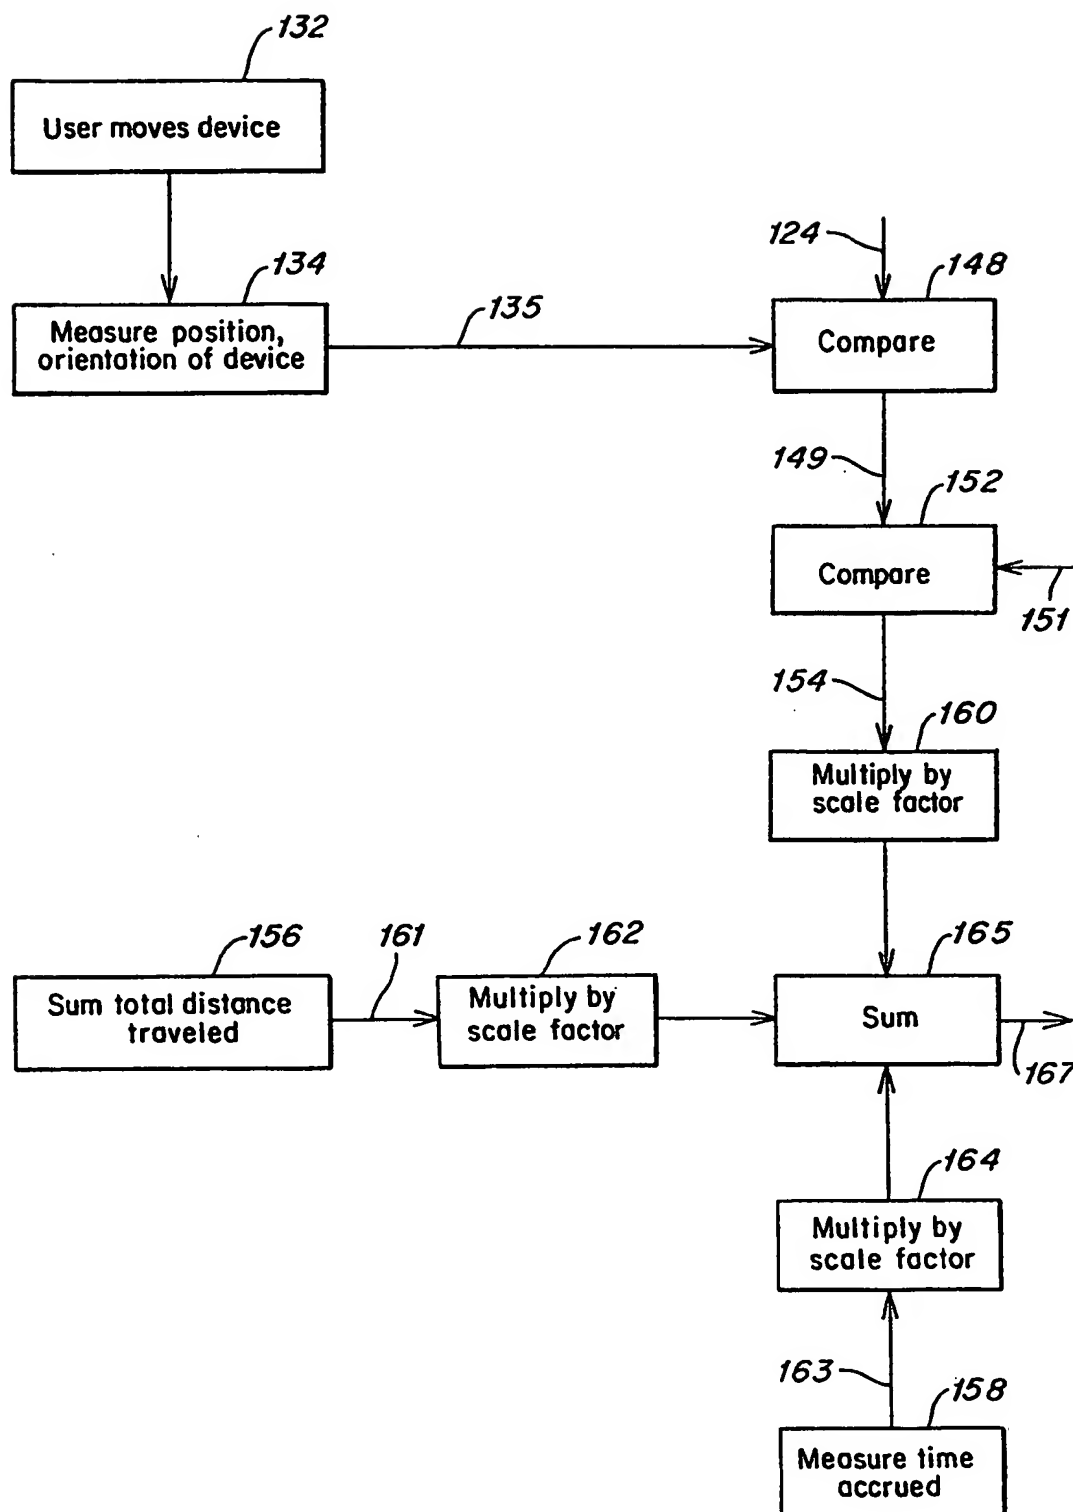 132
User moves device
134
Measure position,
orientation of device
135
124
148
Compare
149
152
Compare
151
154
160
Multiply by
scale factor
156
Sum total distance
traveled
161
162
Multiply by
scale factor
165
Sum
167
164
Multiply by
scale factor
163
158
Measure time
accrued